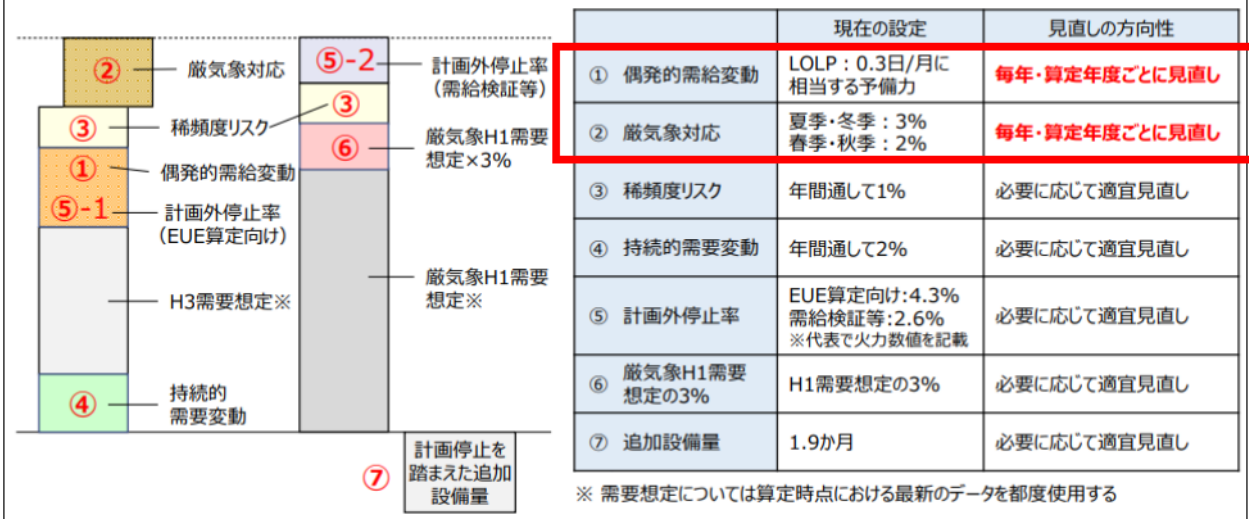 ② 厳気象対応
③ 稀頻度リスク
① 偶発的需給変動
⑤-1 計画外停止率
(EUE算定向け)
H3需要想定※
④ 持続的
需要変動
⑤-2 計画外停止率
(需給検証等)
③
⑥ 厳気象H1需要
想定×3%
厳気象H1需要
想定※
⑦ 計画停止を
踏まえた追加
設備量
現在の設定 見直しの方向性
① 偶発的需給変動 LOLP：0.3日/月に
相当する予備力 毎年・算定年度ごとに見直し
② 厳気象対応 夏季・冬季：3%
春季・秋季：2% 毎年・算定年度ごとに見直し
③ 稀頻度リスク 年間通して1% 必要に応じて適宜見直し
④ 持続的需要変動 年間通して2% 必要に応じて適宜見直し
⑤ 計画外停止率 EUE算定向け:4.3%
需給検証等:2.6%
※代表で火力数値を記載 必要に応じて適宜見直し
⑥ 厳気象H1需要
想定の3% H1需要想定の3% 必要に応じて適宜見直し
⑦ 追加設備量 1.9か月 必要に応じて適宜見直し
※ 需要想定については算定時点における最新のデータを都度使用する